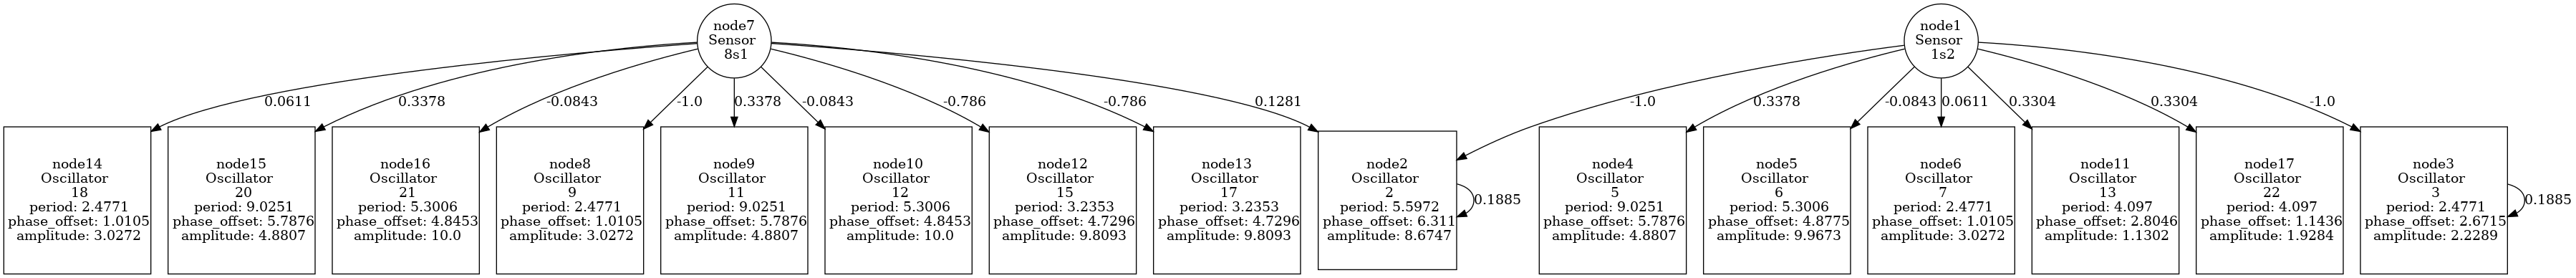 node7
Sensor
8s1
node1
Sensor
1s2
0.0611
0.3378
-0.0843
-1.0
0.3378
-0.0843
-0.786
-0.786
0.1281
-1.0
0.3378
-0.0843
0.0611
0.3304
0.3304
-1.0
node14
Oscillator
18
period: 2.4771
phase_offset: 1.0105
amplitude: 3.0272
node15
Oscillator
20
period: 9.0251
phase_offset: 5.7876
amplitude: 4.8807
node16
Oscillator
21
period: 5.3006
phase_offset: 4.8453
amplitude: 10.0
node8
Oscillator
9
period: 2.4771
phase_offset: 1.0105
amplitude: 3.0272
node9
Oscillator
11
period: 9.0251
phase_offset: 5.7876
amplitude: 4.8807
node10
Oscillator
12
period: 5.3006
phase_offset: 4.8453
amplitude: 10.0
node12
Oscillator
15
period: 3.2353
phase_offset: 4.7296
amplitude: 9.8093
node13
Oscillator
17
period: 3.2353
phase_offset: 4.7296
amplitude: 9.8093
node2
Oscillator
2
period: 5.5972
phase_offset: 6.311
amplitude: 8.6747
0.1885
node4
Oscillator
5
period: 9.0251
phase_offset: 5.7876
amplitude: 4.8807
node5
Oscillator
6
period: 5.3006
phase_offset: 4.8775
amplitude: 9.9673
node6
Oscillator
7
period: 2.4771
phase_offset: 1.0105
amplitude: 3.0272
node11
Oscillator
13
period: 4.097
phase_offset: 2.8046
amplitude: 1.1302
node17
Oscillator
22
period: 4.097
phase_offset: 1.1436
amplitude: 1.9284
node3
Oscillator
3
period: 2.4771
phase_offset: 2.6715
amplitude: 2.2289
0.1885